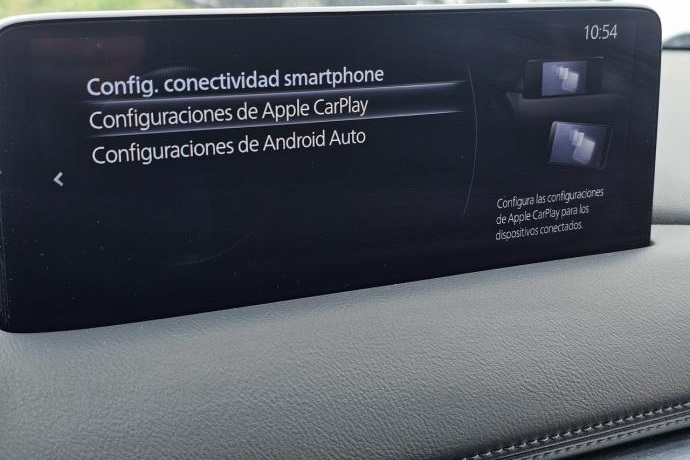 10:54
Config. conectividad smartphone
Configuraciones de Apple CarPlay
Configuraciones de Android Auto
Configura las configuraciones
de Apple CarPlay para los
dispositivos conectados.